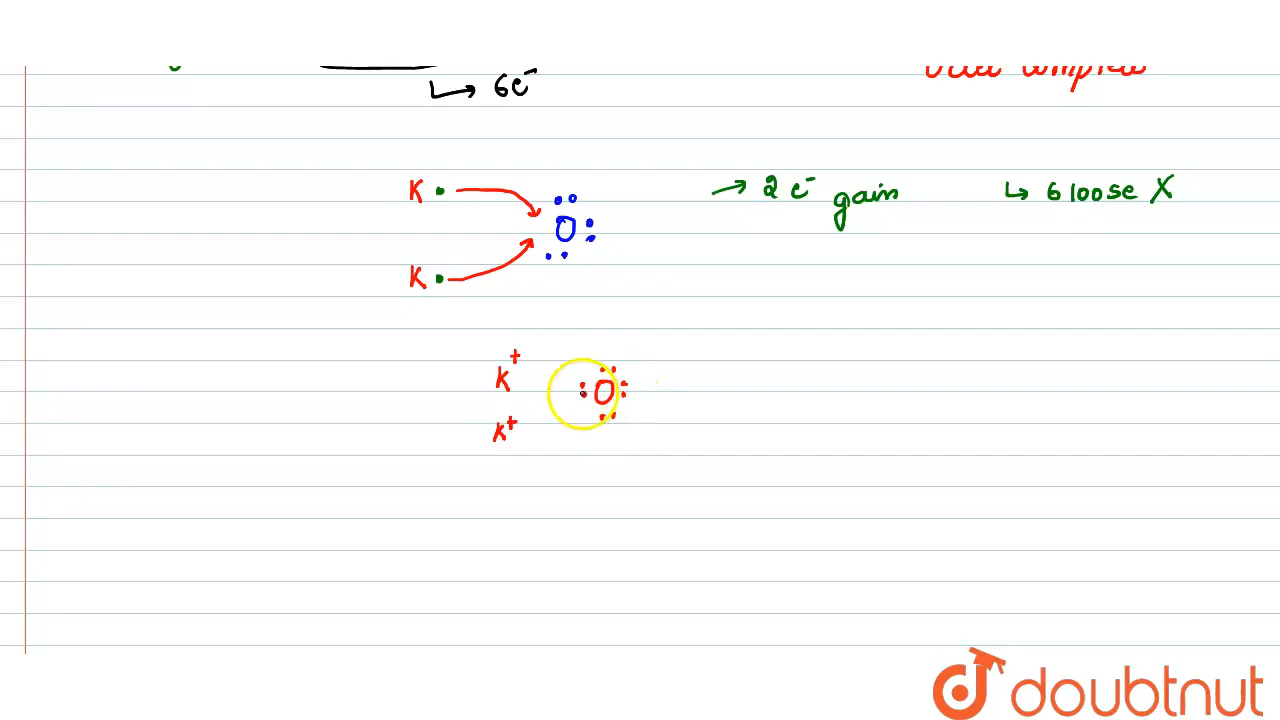 ↳ 6e⁻
K •
→ 2 e⁻ gain
↳ 6 loose X
O
K •
K⁺
O
K⁺
doubtnut